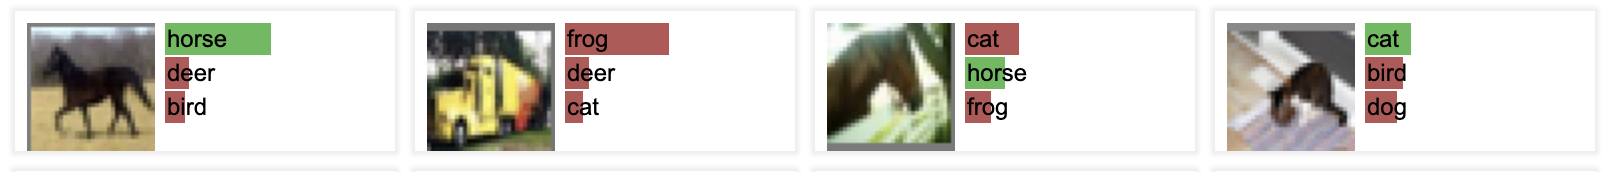 horse
deer
bird
frog
deer
cat
cat
horse
frog
cat
bird
dog